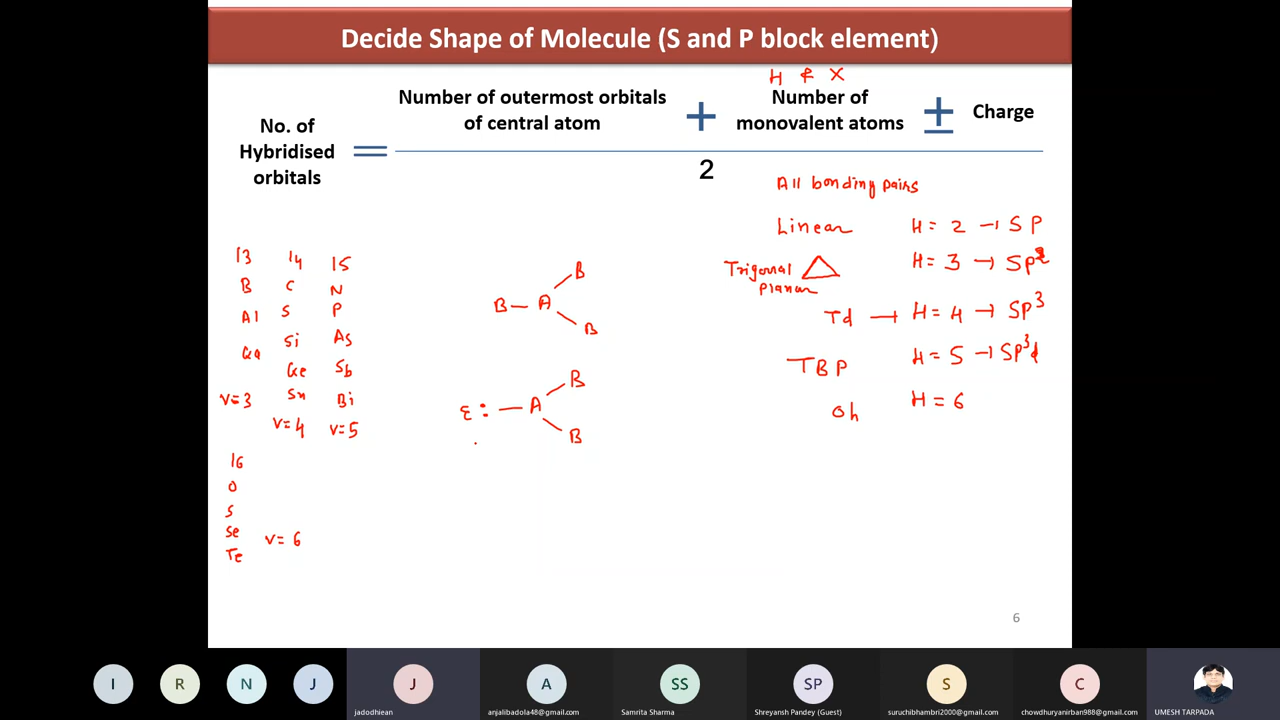 Decide Shape of Molecule (S and P block element)
H R X
No. of
Hybridised
orbitals
=
Number of outermost orbitals
of central atom
+
Number of
monovalent atoms
±
Charge
2
All bonding pairs
Linear H = 2 → SP
Trigonal planar H = 3 → SP2
Td → H = 4 → SP3
TBP H = 5 → SP3d
Oh H = 6
13
B
Al
Ga
V=3
14
C
S
Si
Ge
Sn
V=4
15
N
P
As
Sb
Bi
V=5
16
O
S
Se
Te
V= 6
B
B — A
B
B
ε : — A
B
6
I
R
N
J
J
A
SS
SP
S
C
jadodhiean
anjalibadola48@gmail.com
Samrita Sharma
Shreyansh Pandey (Guest)
suruchibhambri2000@gmail.com
chowdhuryanirban988@gmail.com
UMESH TARPADA